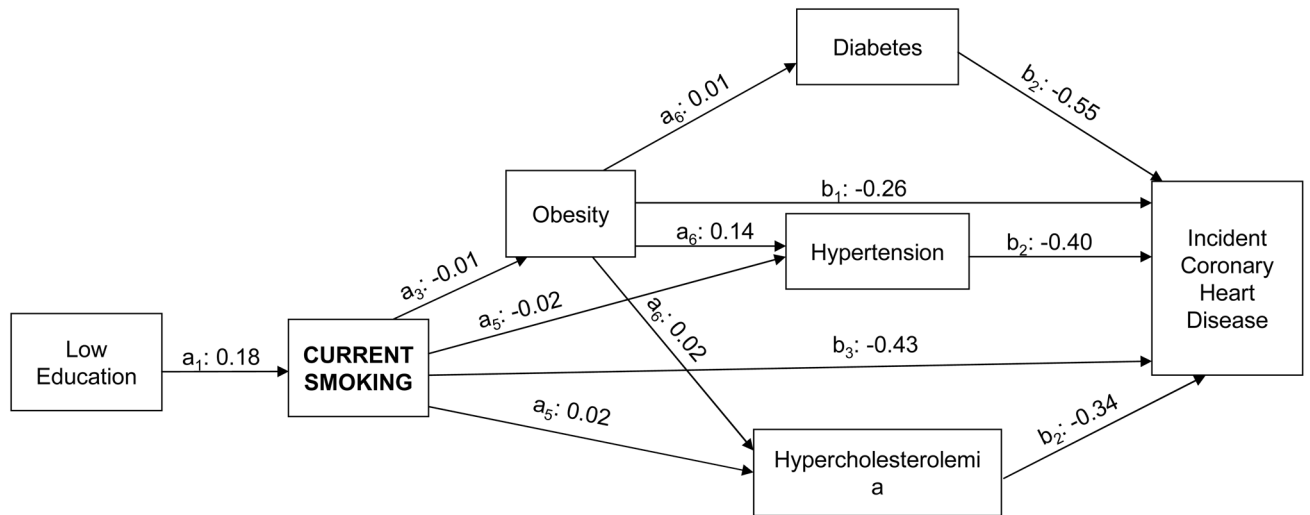 Diabetes
a6: 0.01
b2: -0.55
Obesity
b1: -0.26
a6: 0.14
Hypertension
b2: -0.40
Incident
Coronary
Heart
Disease
a3: -0.01
a5: -0.02
a6: 0.02
Low
Education
a1: 0.18
CURRENT
SMOKING
b3: -0.43
a5: 0.02
Hypercholesterolemi
a
b2: -0.34